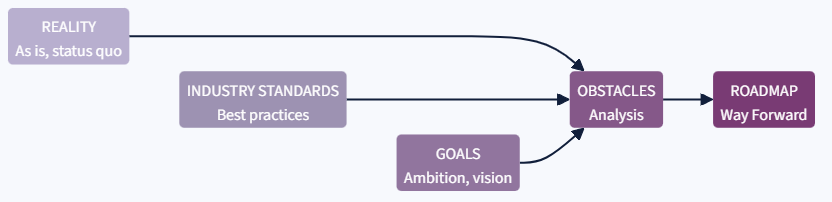 REALITY
As is, status quo
INDUSTRY STANDARDS
Best practices
GOALS
Ambition, vision
OBSTACLES
Analysis
ROADMAP
Way Forward